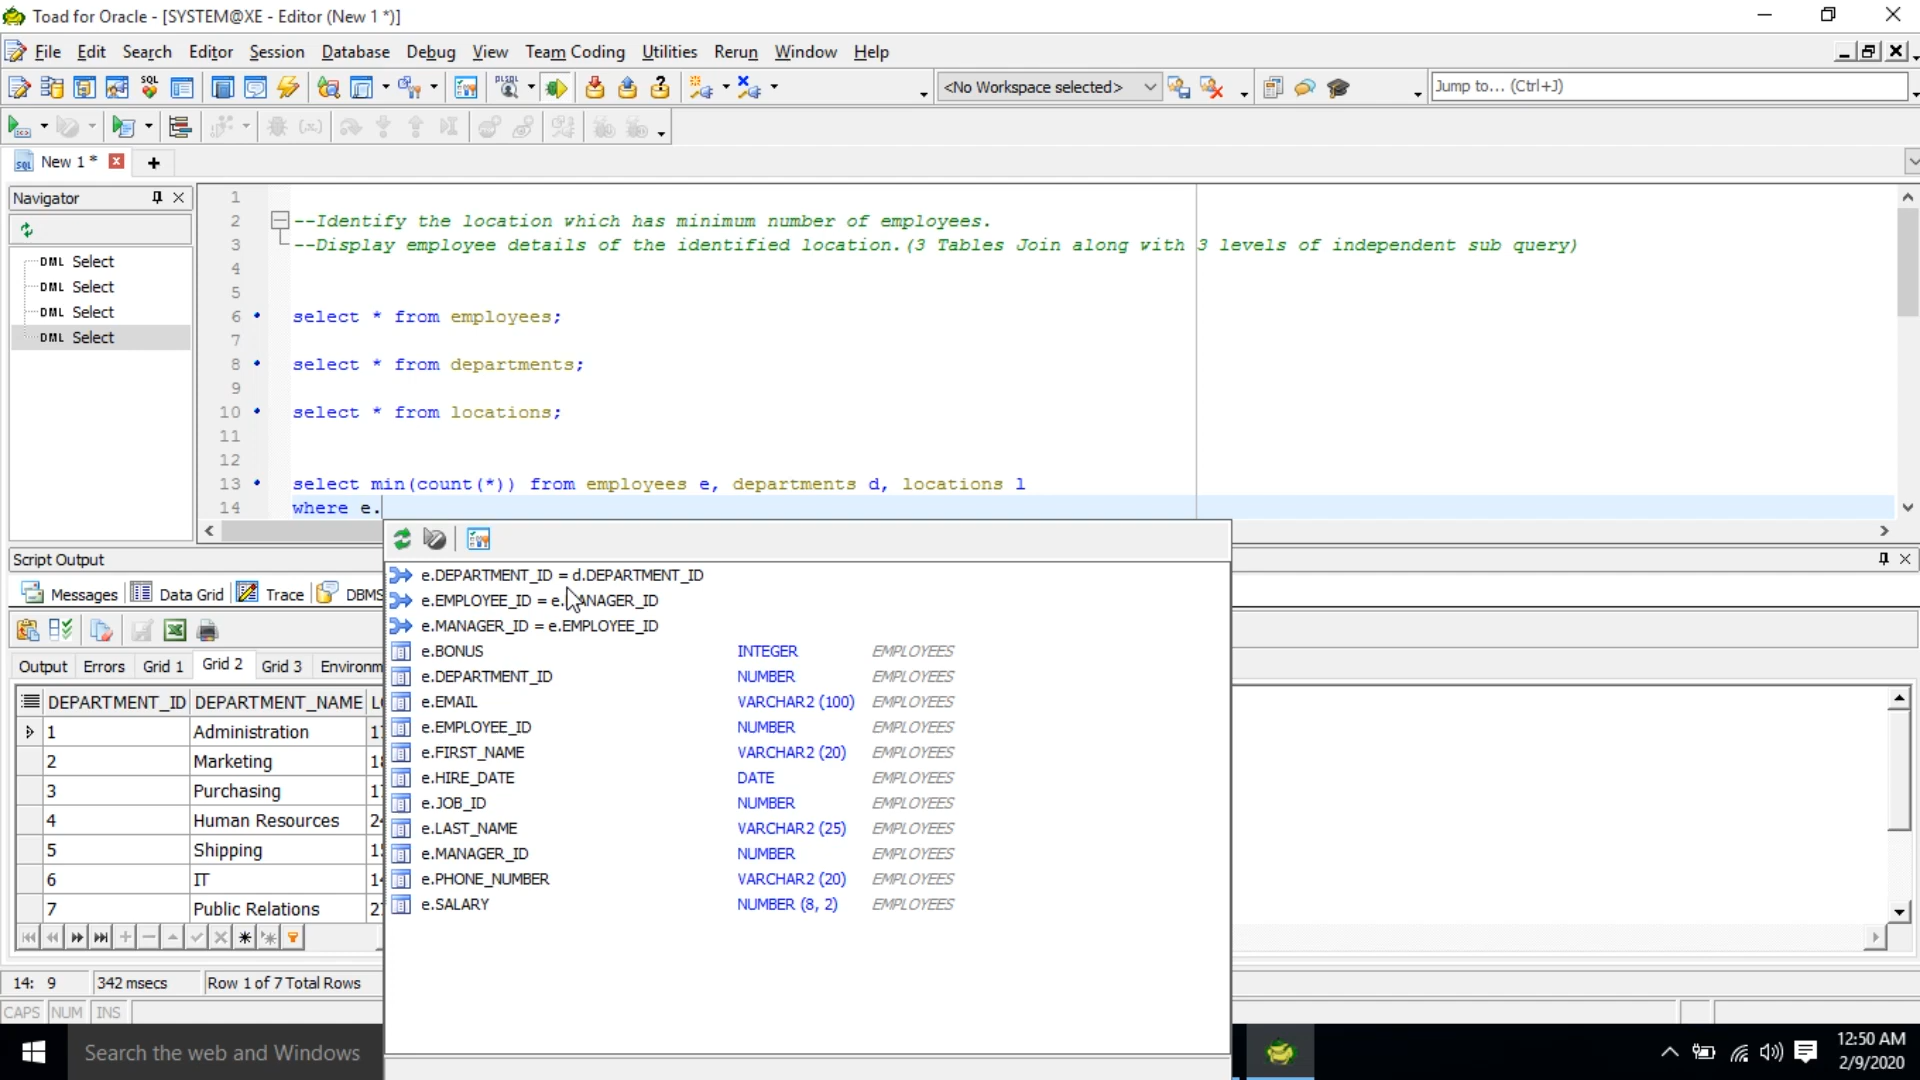 Toad for Oracle - [SYSTEM@XE - Editor (New 1 *)]
File Edit Search Editor Session Database Debug View Team Coding Utilities Rerun Window Help
SQL
PL/SQL
<No Workspace selected>
Jump to... (Ctrl+J)
SQL New 1 *
Navigator
DML Select
DML Select
DML Select
DML Select
1
2 --Identify the location which has minimum number of employees.
3 --Display employee details of the identified location.(3 Tables Join along with 3 levels of independent sub query)
4
5
6 select * from employees;
7
8 select * from departments;
9
10 select * from locations;
11
12
13 select min(count(*)) from employees e, departments d, locations l
14 where e.
Script Output
Messages Data Grid Trace DBMS
Output Errors Grid 1 Grid 2 Grid 3 Environm
DEPARTMENT_ID DEPARTMENT_NAME
1 Administration
2 Marketing
3 Purchasing
4 Human Resources
5 Shipping
6 IT
7 Public Relations
e.DEPARTMENT_ID = d.DEPARTMENT_ID
e.EMPLOYEE_ID = e.MANAGER_ID
e.MANAGER_ID = e.EMPLOYEE_ID
e.BONUS INTEGER EMPLOYEES
e.DEPARTMENT_ID NUMBER EMPLOYEES
e.EMAIL VARCHAR2 (100) EMPLOYEES
e.EMPLOYEE_ID NUMBER EMPLOYEES
e.FIRST_NAME VARCHAR2 (20) EMPLOYEES
e.HIRE_DATE DATE EMPLOYEES
e.JOB_ID NUMBER EMPLOYEES
e.LAST_NAME VARCHAR2 (25) EMPLOYEES
e.MANAGER_ID NUMBER EMPLOYEES
e.PHONE_NUMBER VARCHAR2 (20) EMPLOYEES
e.SALARY NUMBER (8, 2) EMPLOYEES
14: 9 342 msecs Row 1 of 7 Total Rows
CAPS NUM INS
Search the web and Windows
12:50 AM
2/9/2020